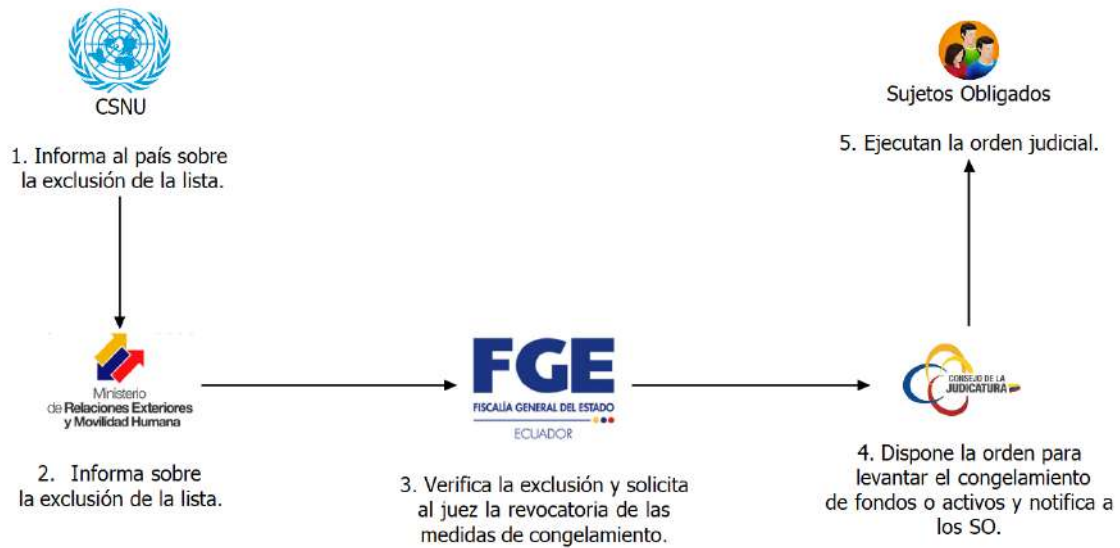 CSNU
1. Informa al país sobre
la exclusión de la lista.
Ministerio
de Relaciones Exteriores
y Movilidad Humana
2. Informa sobre
la exclusión de la lista.
FGE
FISCALÍA GENERAL DEL ESTADO
ECUADOR
3. Verifica la exclusión y solicita
al juez la revocatoria de las
medidas de congelamiento.
CONSEJO DE LA
JUDICATURA
4. Dispone la orden para
levantar el congelamiento
de fondos o activos y notifica a
los SO.
Sujetos Obligados
5. Ejecutan la orden judicial.